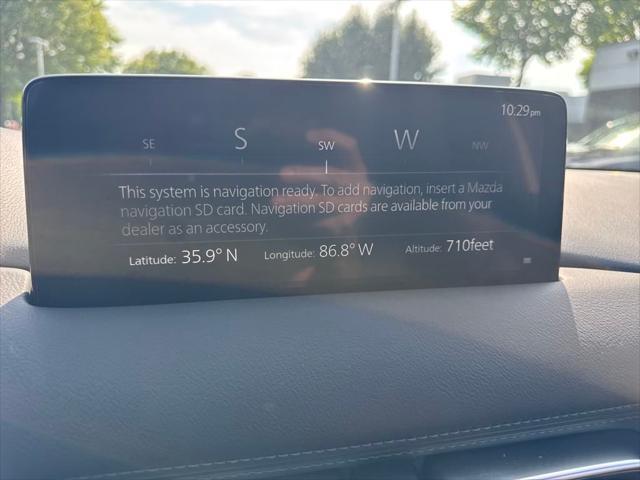 10:29pm
SE S SW W NW
This system is navigation ready. To add navigation, insert a Mazda
navigation SD card. Navigation SD cards are available from your
dealer as an accessory.
Latitude: 35.9° N Longitude: 86.8° W Altitude: 710feet